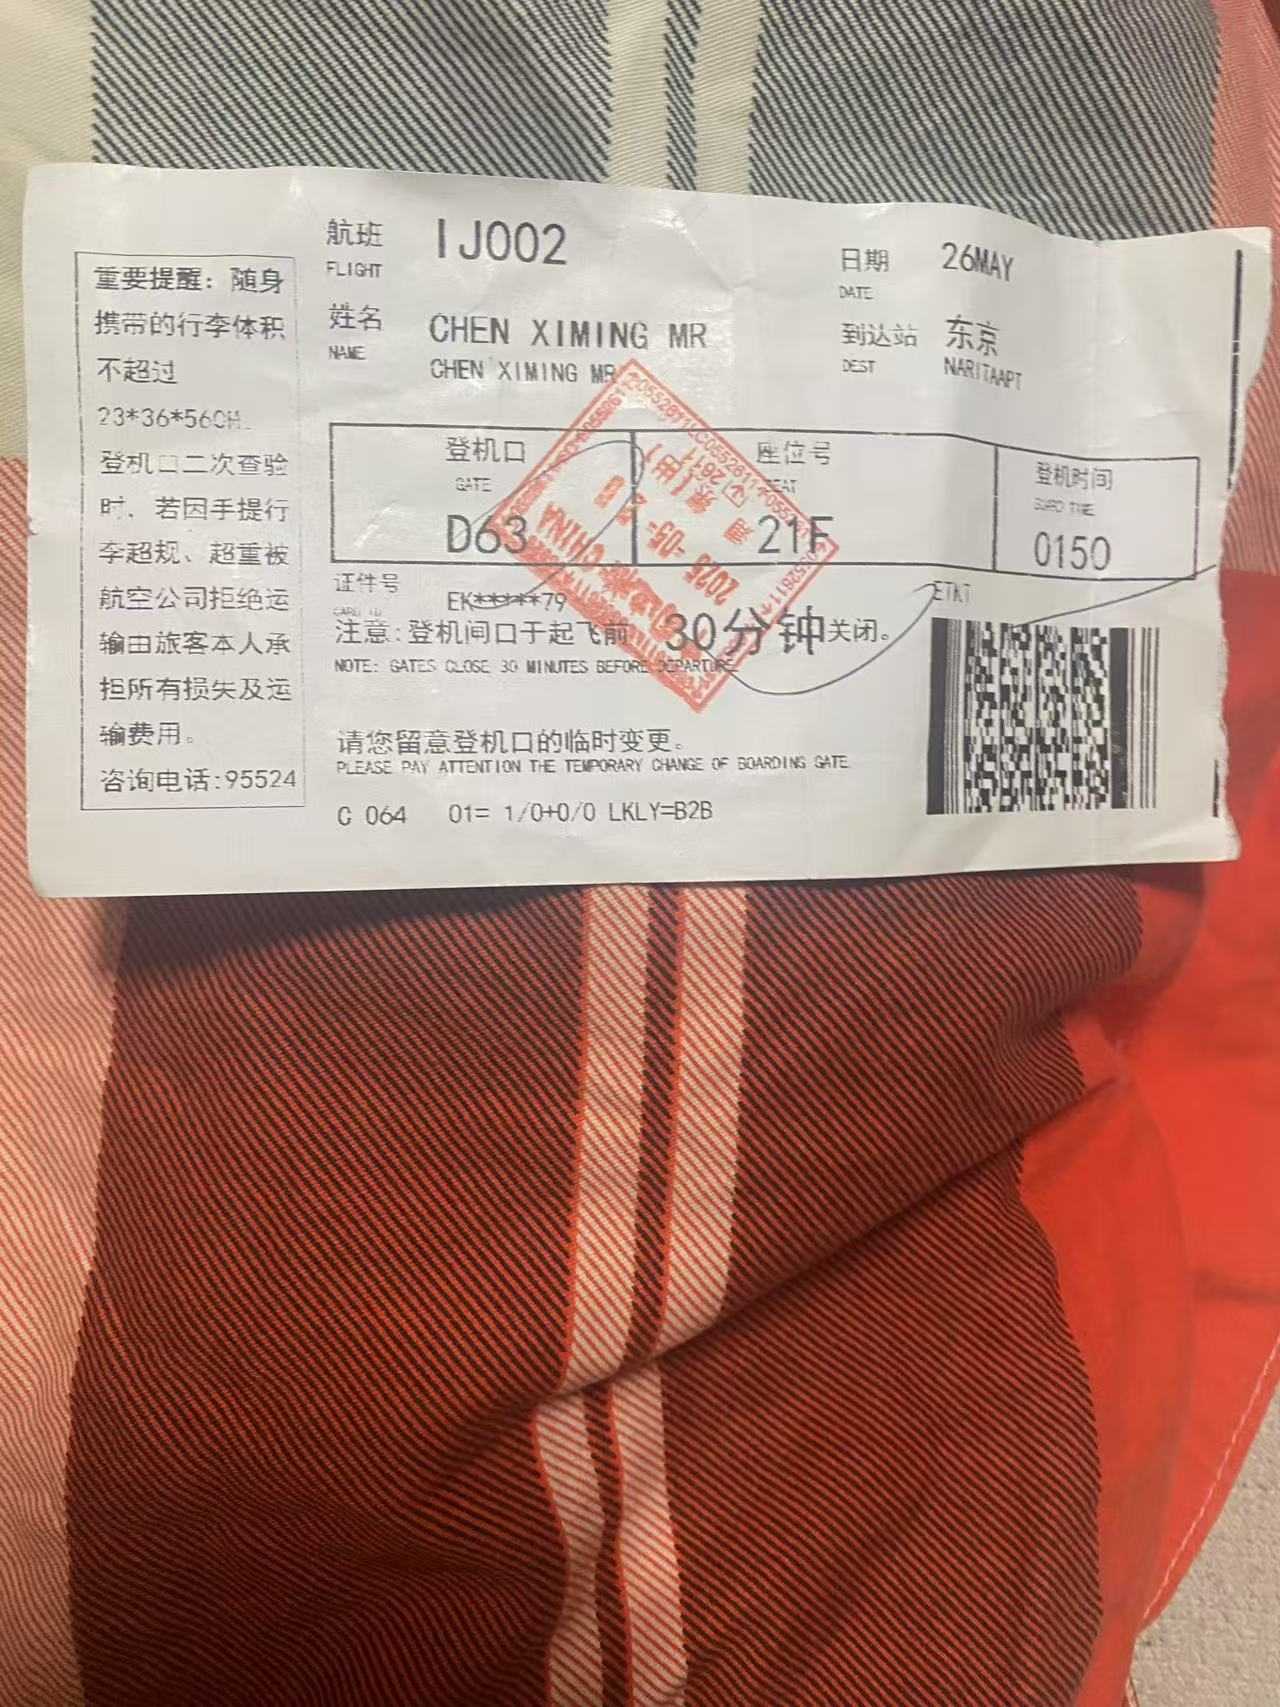 重要提醒：随身
携带的行李体积
不超过
23*36*56CM.
登机口二次查验
时、若因手提行
李超规、超重被
航空公司拒绝运
输由旅客本人承
担所有损失及运
输费用。
咨询电话:95524
航班 IJ002
FLIGHT
日期 26MAY
DATE
姓名 CHEN XIMING MR
NAME CHEN XIMING MR
到达站 东京
DEST NARITAAPT
登机口 座位号 登机时间
GATE
D63 21F 0150
证件号 EK*****79
ETKT
注意:登机间口于起飞前 30分钟关闭。
NOTE: GATES CLOSE 30 MINUTES BEFORE DEPARTURE
请您留意登机口的临时变更。
PLEASE PAY ATTENTION THE TEMPORARY CHANGE OF BOARDING GATE
C 064 01= 1/0+0/0 LKLY=B2B
CHINA